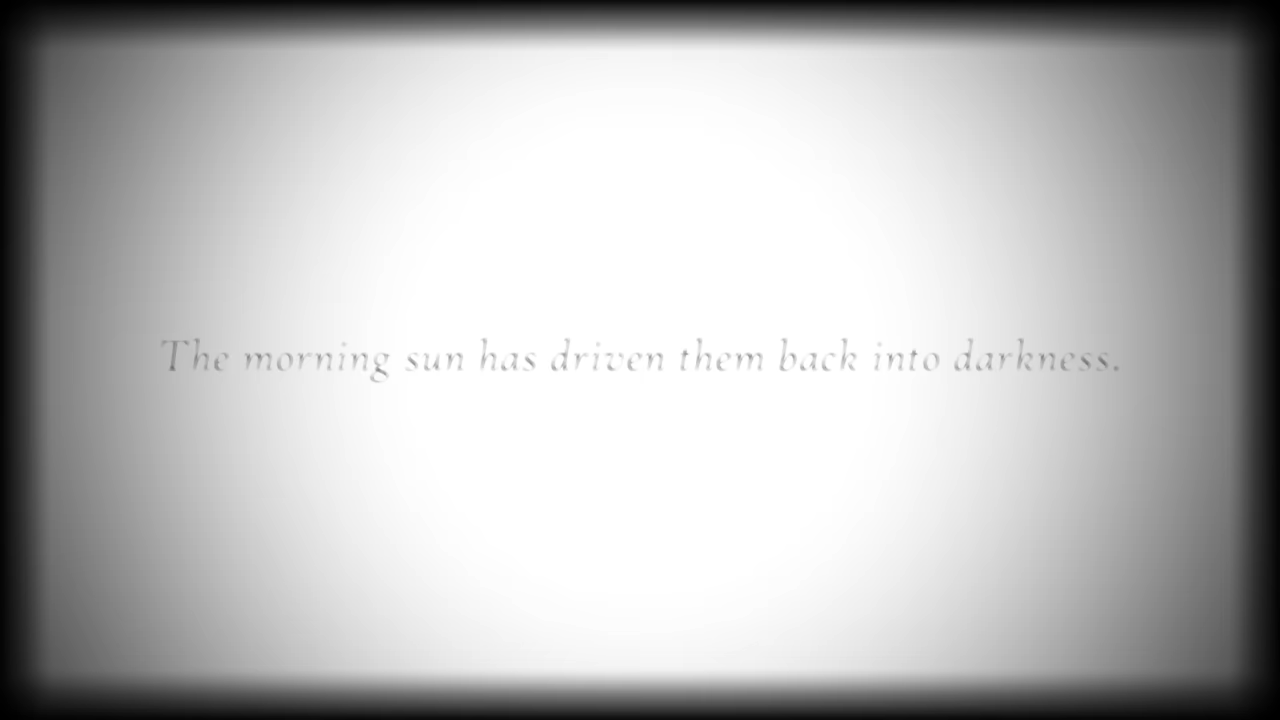 The morning sun has driven them back into darkness.